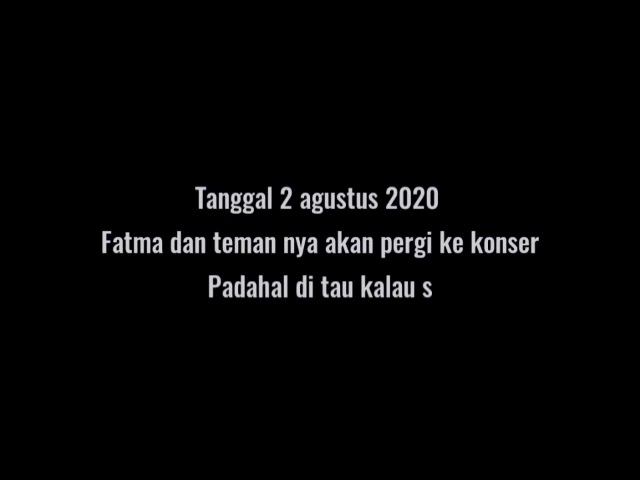 Tanggal 2 agustus 2020
Fatma dan teman nya akan pergi ke konser
Padahal di tau kalau s